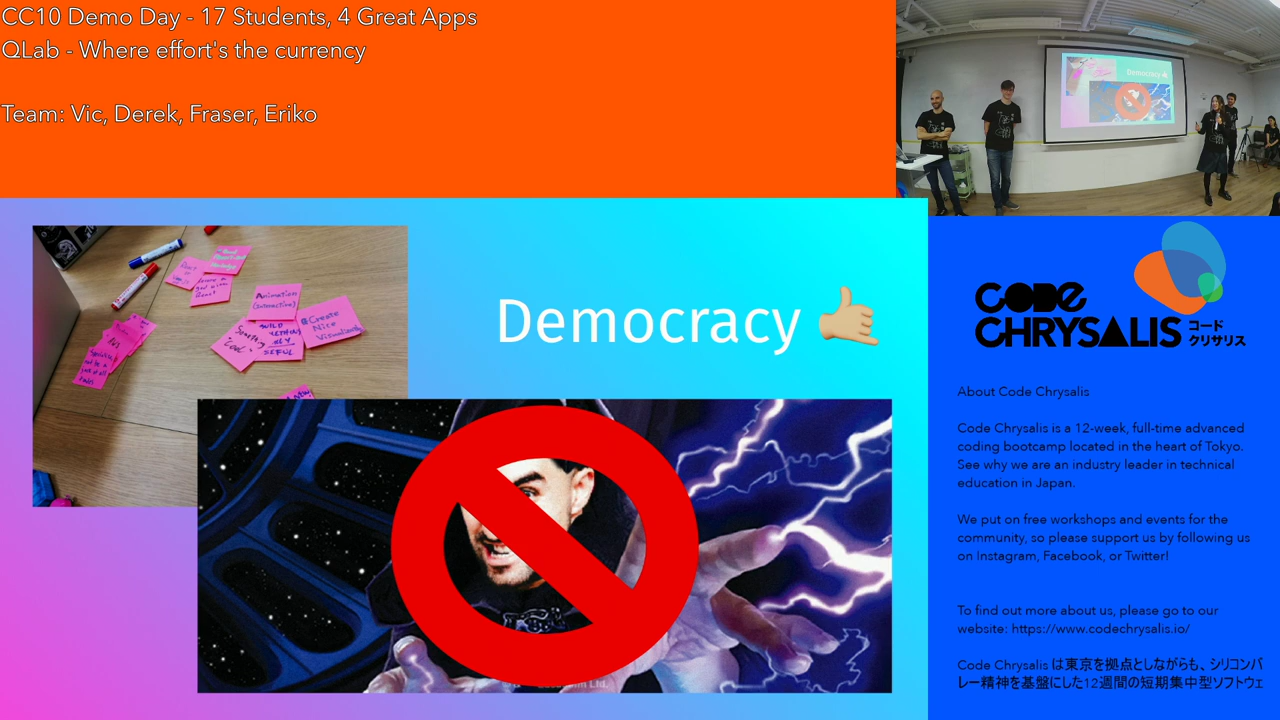 CC10 Demo Day - 17 Students, 4 Great Apps
QLab - Where effort's the currency
Team: Vic, Derek, Fraser, Eriko
Democracy
Democracy
Animation
Create
Nice
CODE
CHRYSALIS
コード
クリサリス
About Code Chrysalis
Code Chrysalis is a 12-week, full-time advanced
coding bootcamp located in the heart of Tokyo.
See why we are an industry leader in technical
education in Japan.
We put on free workshops and events for the
community, so please support us by following us
on Instagram, Facebook, or Twitter!
To find out more about us, please go to our
website: https://www.codechrysalis.io/
Code Chrysalis は東京を拠点としながらも、シリコンバ
レー精神を基盤にした12週間の短期集中型ソフトウェ